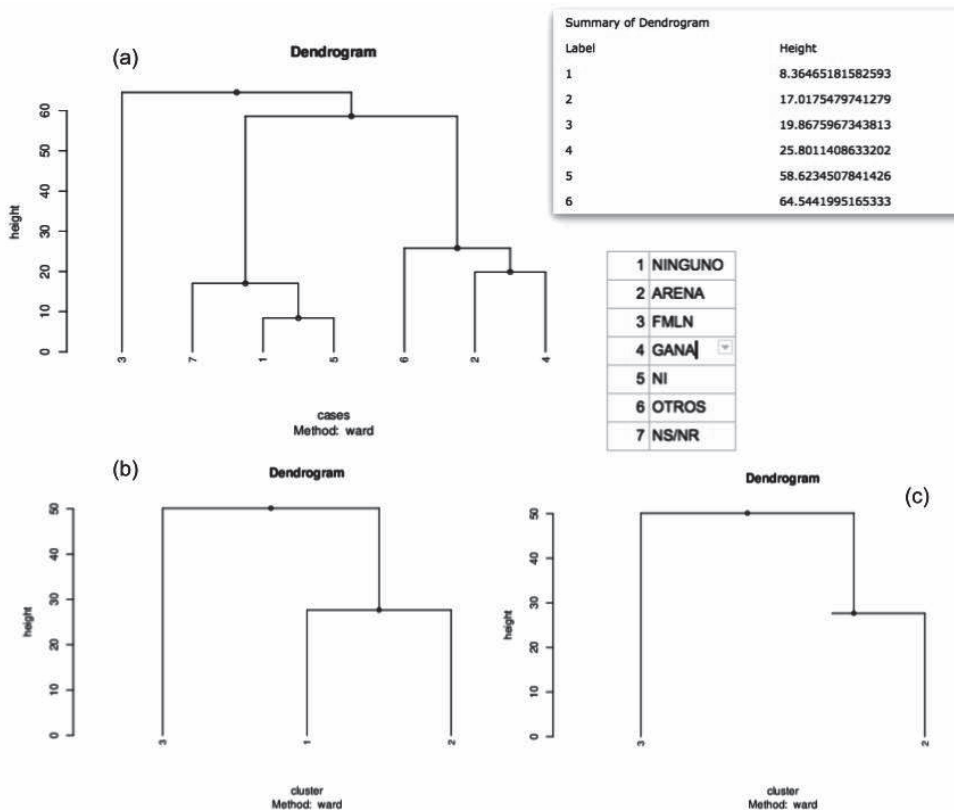 (a)
Dendrogram
60
50
40
30
20
10
0
height
3
7
1
5
6
2
4
cases
Method: ward
Summary of Dendrogram
Label Height
1 8.36465181582593
2 17.0175479741279
3 19.8675967343813
4 25.8011408633202
5 58.6234507841426
6 64.5441995165333
1 NINGUNO
2 ARENA
3 FMLN
4 GANA
5 NI
6 OTROS
7 NS/NR
(b)
Dendrogram
50
40
30
20
10
0
height
3
1
2
cluster
Method: ward
(c)
Dendrogram
50
40
30
20
10
0
height
3
2
cluster
Method: ward